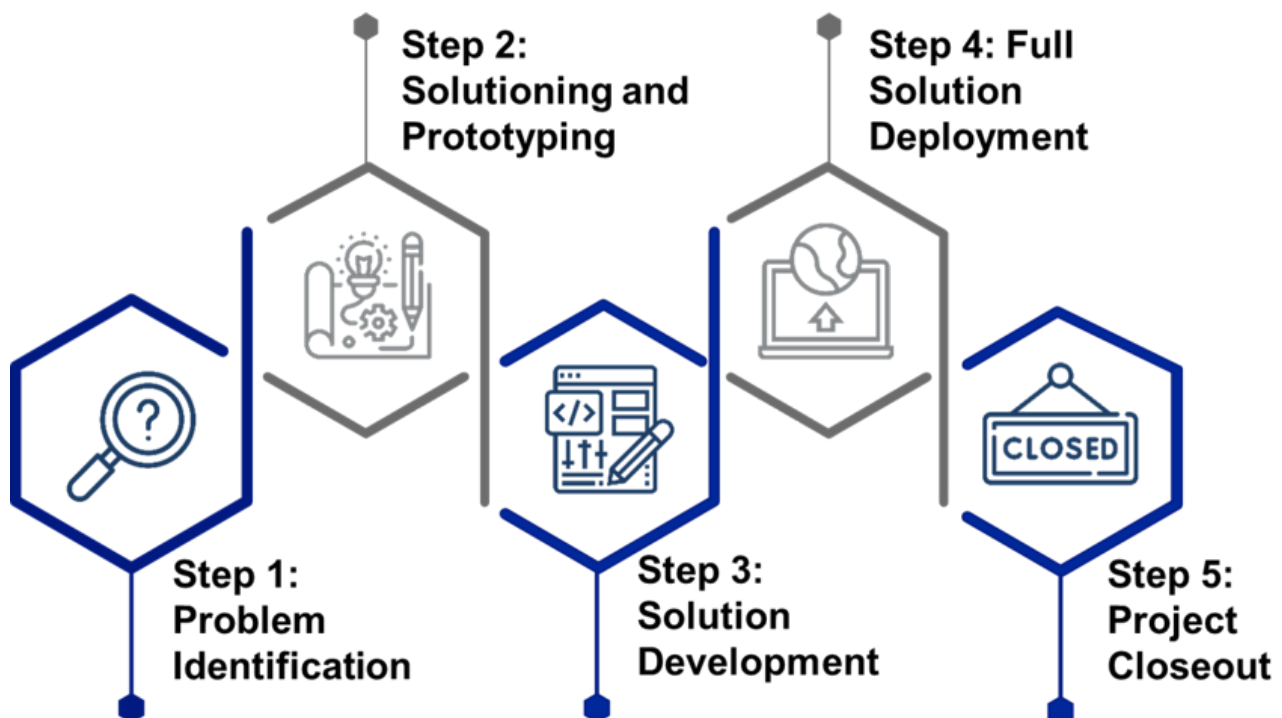 Step 1:
Problem
Identification
Step 2:
Solutioning and
Prototyping
Step 3:
Solution
Development
Step 4: Full
Solution
Deployment
Step 5:
Project
Closeout
?
</>
CLOSED